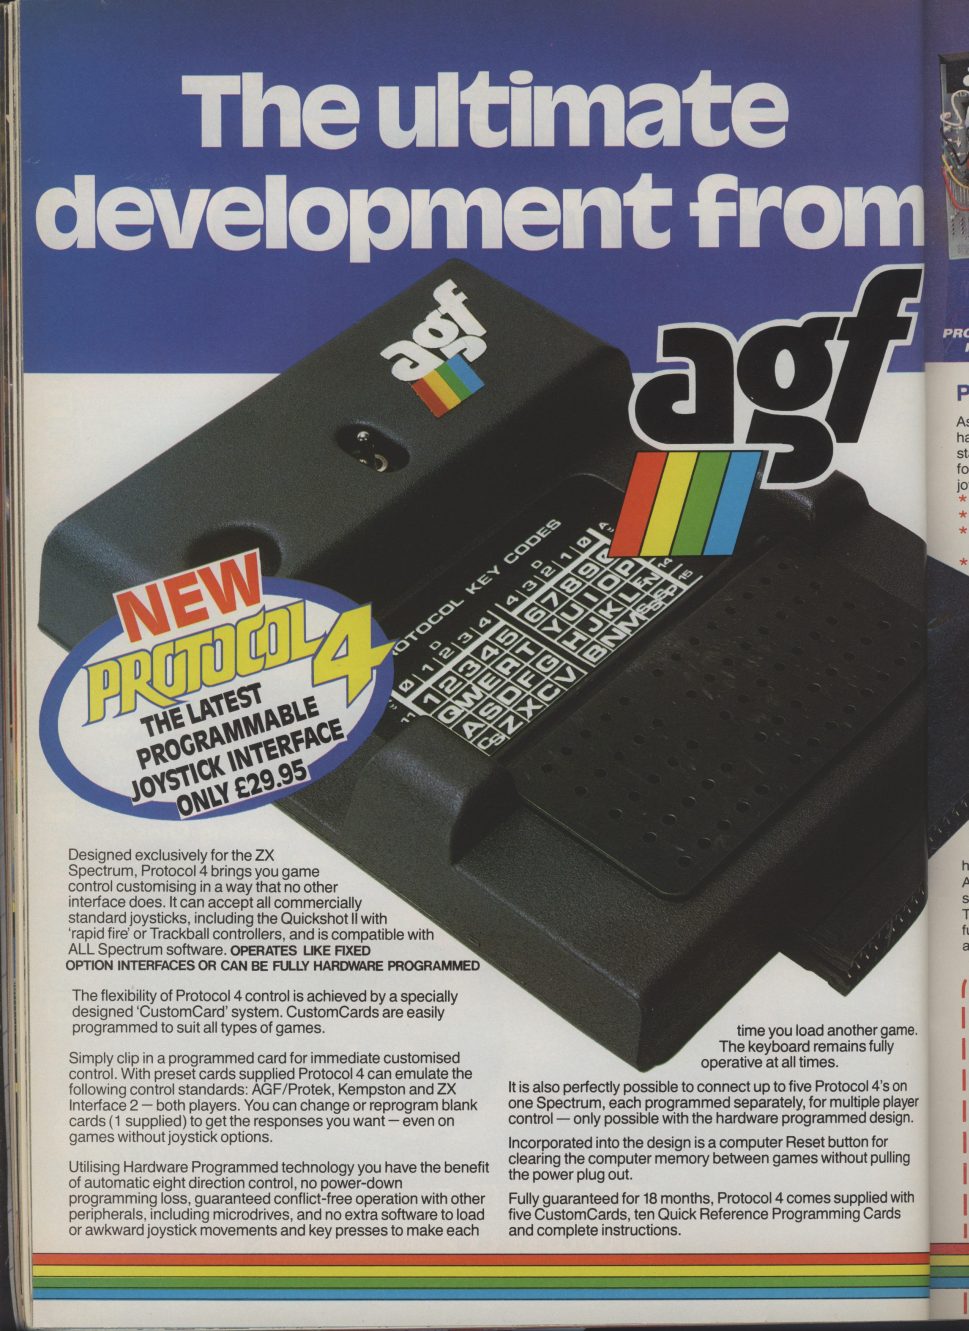 The ultimate
development from
agf
agf
PROTOCOL KEY CODES
NEW
PROTOCOL 4
THE LATEST
PROGRAMMABLE
JOYSTICK INTERFACE
ONLY £29.95
Designed exclusively for the ZX
Spectrum, Protocol 4 brings you game
control customising in a way that no other
interface does. It can accept all commercially
standard joysticks, including the Quickshot II with
'rapid fire' or Trackball controllers, and is compatible with
ALL Spectrum software. OPERATES LIKE FIXED
OPTION INTERFACES OR CAN BE FULLY HARDWARE PROGRAMMED
The flexibility of Protocol 4 control is achieved by a specially
designed 'CustomCard' system. CustomCards are easily
programmed to suit all types of games.
Simply clip in a programmed card for immediate customised
control. With preset cards supplied Protocol 4 can emulate the
following control standards: AGF/Protek, Kempston and ZX
Interface 2 — both players. You can change or reprogram blank
cards (1 supplied) to get the responses you want — even on
games without joystick options.
Utilising Hardware Programmed technology you have the benefit
of automatic eight direction control, no power-down
programming loss, guaranteed conflict-free operation with other
peripherals, including microdrives, and no extra software to load
or awkward joystick movements and key presses to make each
time you load another game.
The keyboard remains fully
operative at all times.
It is also perfectly possible to connect up to five Protocol 4's on
one Spectrum, each programmed separately, for multiple player
control — only possible with the hardware programmed design.
Incorporated into the design is a computer Reset button for
clearing the computer memory between games without pulling
the power plug out.
Fully guaranteed for 18 months, Protocol 4 comes supplied with
five CustomCards, ten Quick Reference Programming Cards
and complete instructions.